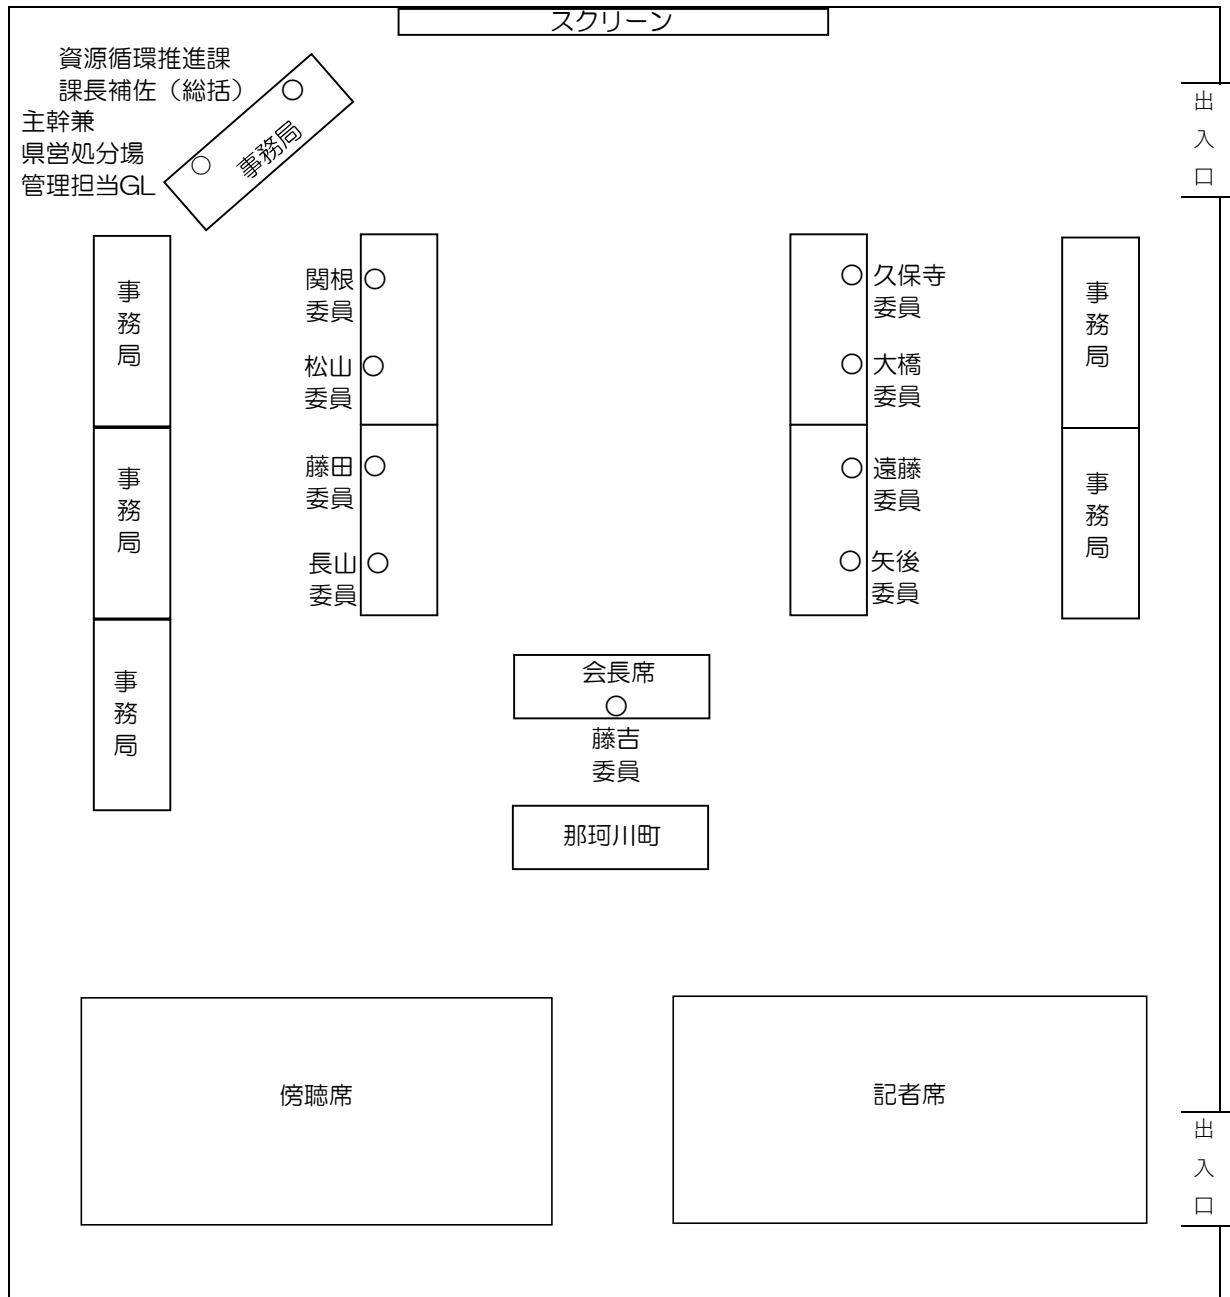 スクリーン
資源循環推進課
課長補佐（総括）
主幹兼
県営処分場
管理担当GL
事務局
出入口
事務局
関根
委員
松山
委員
久保寺
委員
大橋
委員
事務局
事務局
藤田
委員
長山
委員
遠藤
委員
矢後
委員
事務局
事務局
会長席
藤吉
委員
那珂川町
傍聴席
記者席
出入口